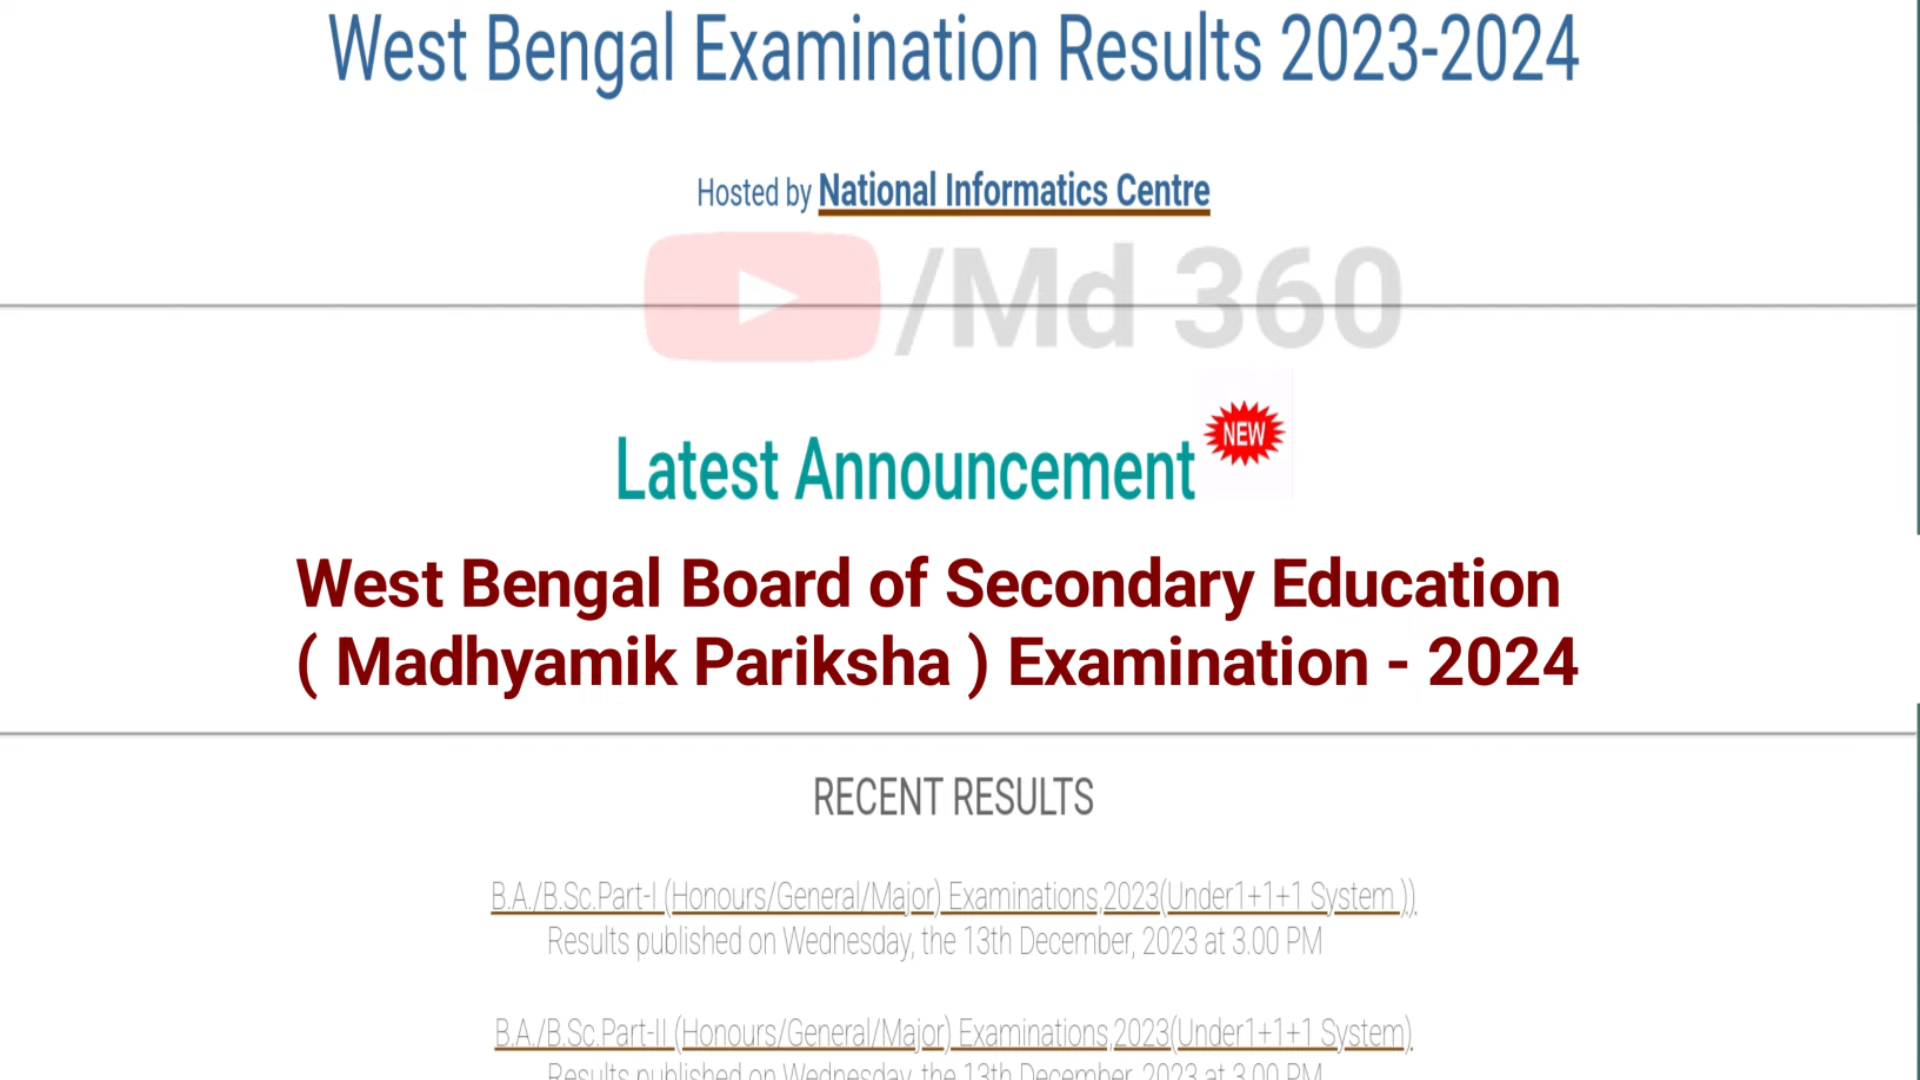 West Bengal Examination Results 2023-2024
Hosted by National Informatics Centre
/Md 360
NEW
Latest Announcement
West Bengal Board of Secondary Education
( Madhyamik Pariksha ) Examination - 2024
RECENT RESULTS
B.A./B.Sc.Part-I (Honours/General/Major) Examinations,2023(Under1+1+1 System ))
Results published on Wednesday, the 13th December, 2023 at 3.00 PM
B.A./B.Sc.Part-II (Honours/General/Major) Examinations,2023(Under1+1+1 System)
Results published on Wednesday, the 13th December, 2023 at 3.00 PM